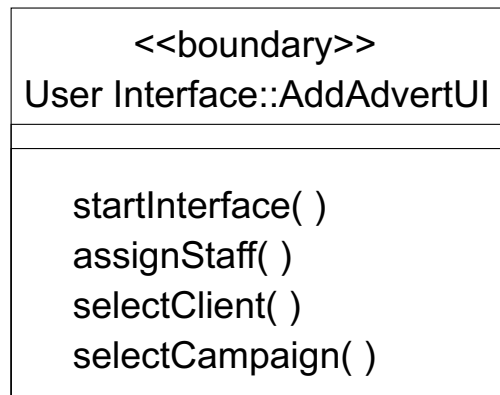 <<boundary>>
User Interface::AddAdvertUI
startInterface( )
assignStaff( )
selectClient( )
selectCampaign( )